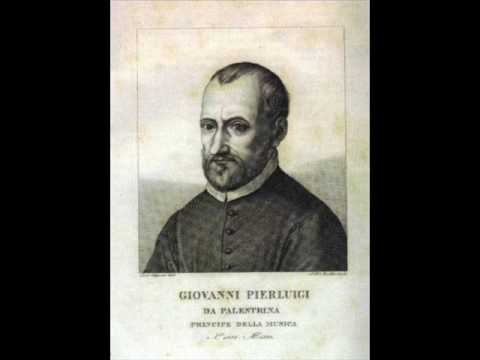 GIOVANNI PIERLUIGI
DA PALESTRINA
PRINCIPE DELLA MUSICA